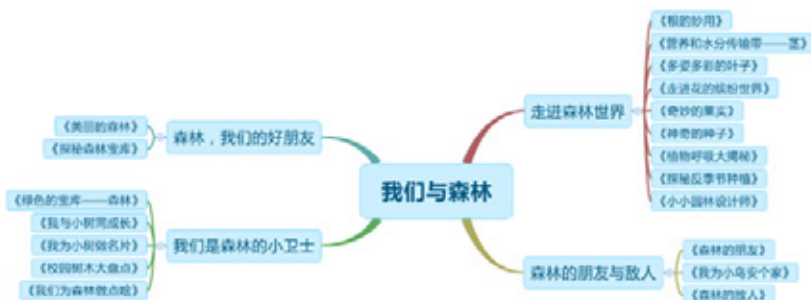 我们与森林
走进森林世界
《根的妙用》
《营养和水分传输带——茎》
《多姿多彩的叶子》
《走进花的缤纷世界》
《奇妙的果实》
《神奇的种子》
《植物呼吸大揭秘》
《探秘反季节种植》
《小小园林设计师》
森林的朋友与敌人
《森林的朋友》
《我为小鸟安个家》
《森林的敌人》
森林，我们的好朋友
《美丽的森林》
《探秘森林宝库》
我们是森林的小卫士
《绿色的宝库——森林》
《我与小树同成长》
《我为小树做名片》
《校园树木大盘点》
《我们为森林做点啥》